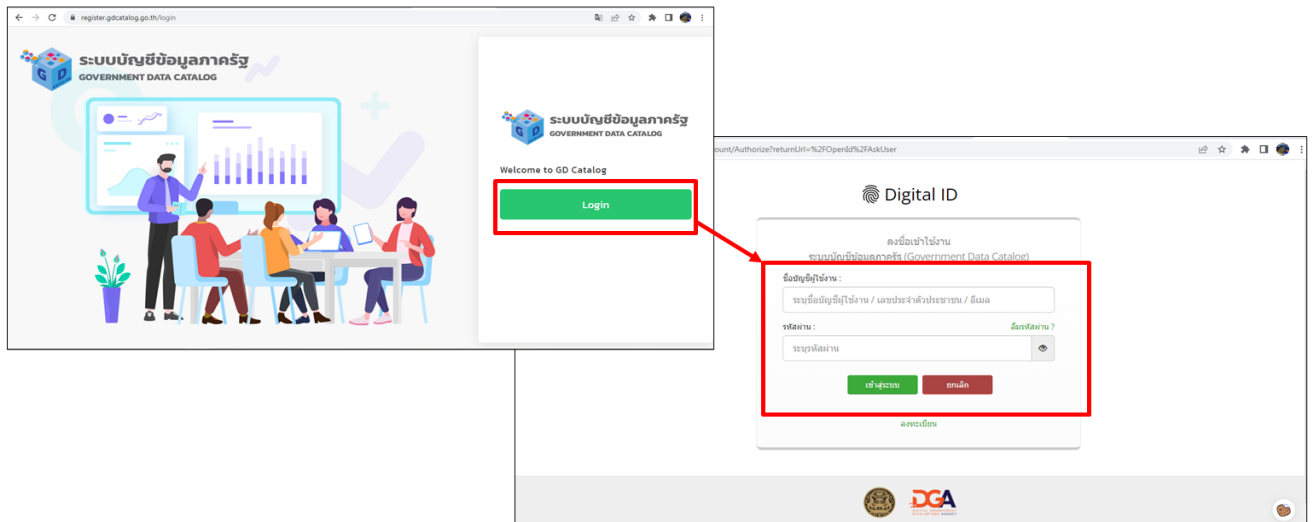 register.gdcatalog.go.th/login
ระบบบัญชีข้อมูลภาครัฐ
GOVERNMENT DATA CATALOG
ระบบบัญชีข้อมูลภาครัฐ
GOVERNMENT DATA CATALOG
Welcome to GD Catalog
Login
ount/Authorize?returnUrl=%2FOpenId%2FAskUser
Digital ID
ลงชื่อเข้าใช้งาน
ระบบบัญชีข้อมูลภาครัฐ (Government Data Catalog)
ชื่อบัญชีผู้ใช้งาน :
ระบุชื่อบัญชีผู้ใช้งาน / เลขประจำตัวประชาชน / อีเมล
รหัสผ่าน :
ลืมรหัสผ่าน ?
ระบุรหัสผ่าน
เข้าสู่ระบบ
ยกเลิก
ลงทะเบียน
DGA
DIGITAL GOVERNMENT
DEVELOPMENT AGENCY